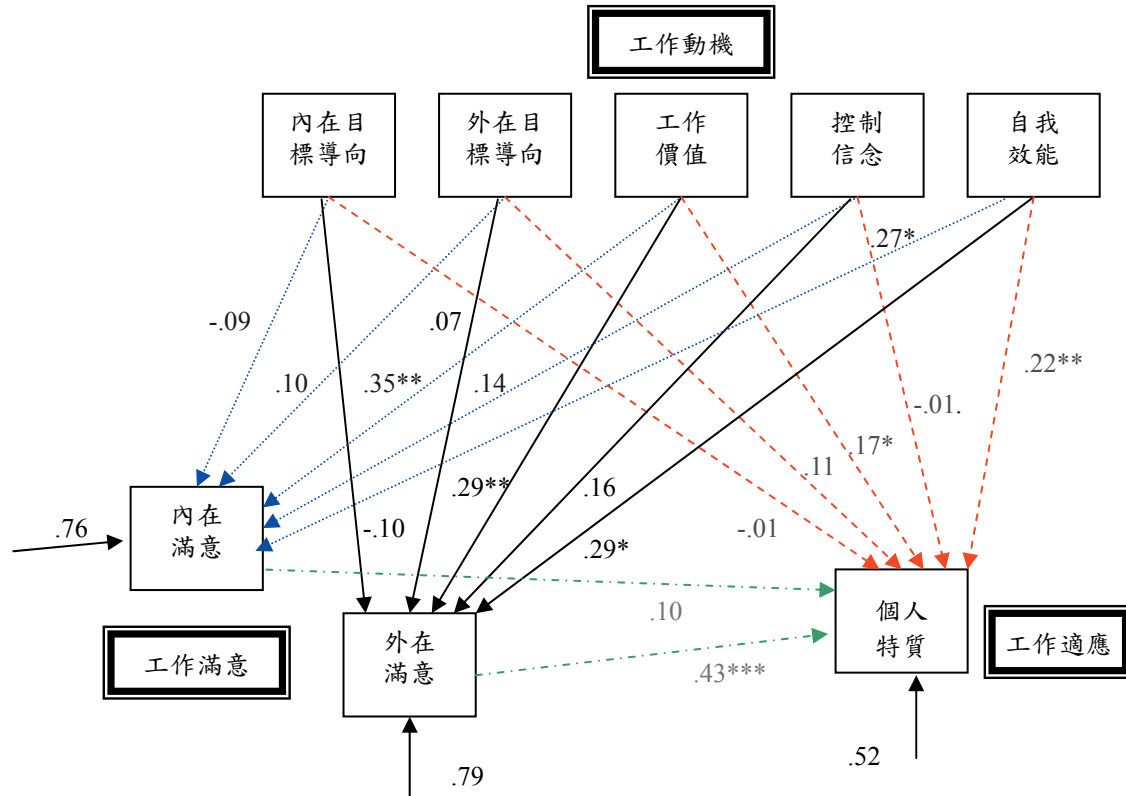 工作動機
內在目
標導向
外在目
標導向
工作
價值
控制
信念
自我
效能
.27*
-.09
.07
.10
.35**
.14
.22**
-.01.
.17*
.11
.29**
.16
-.01
.76
內在
滿意
-.10
.29*
.10
工作滿意
外在
滿意
.43***
個人
特質
工作適應
.79
.52